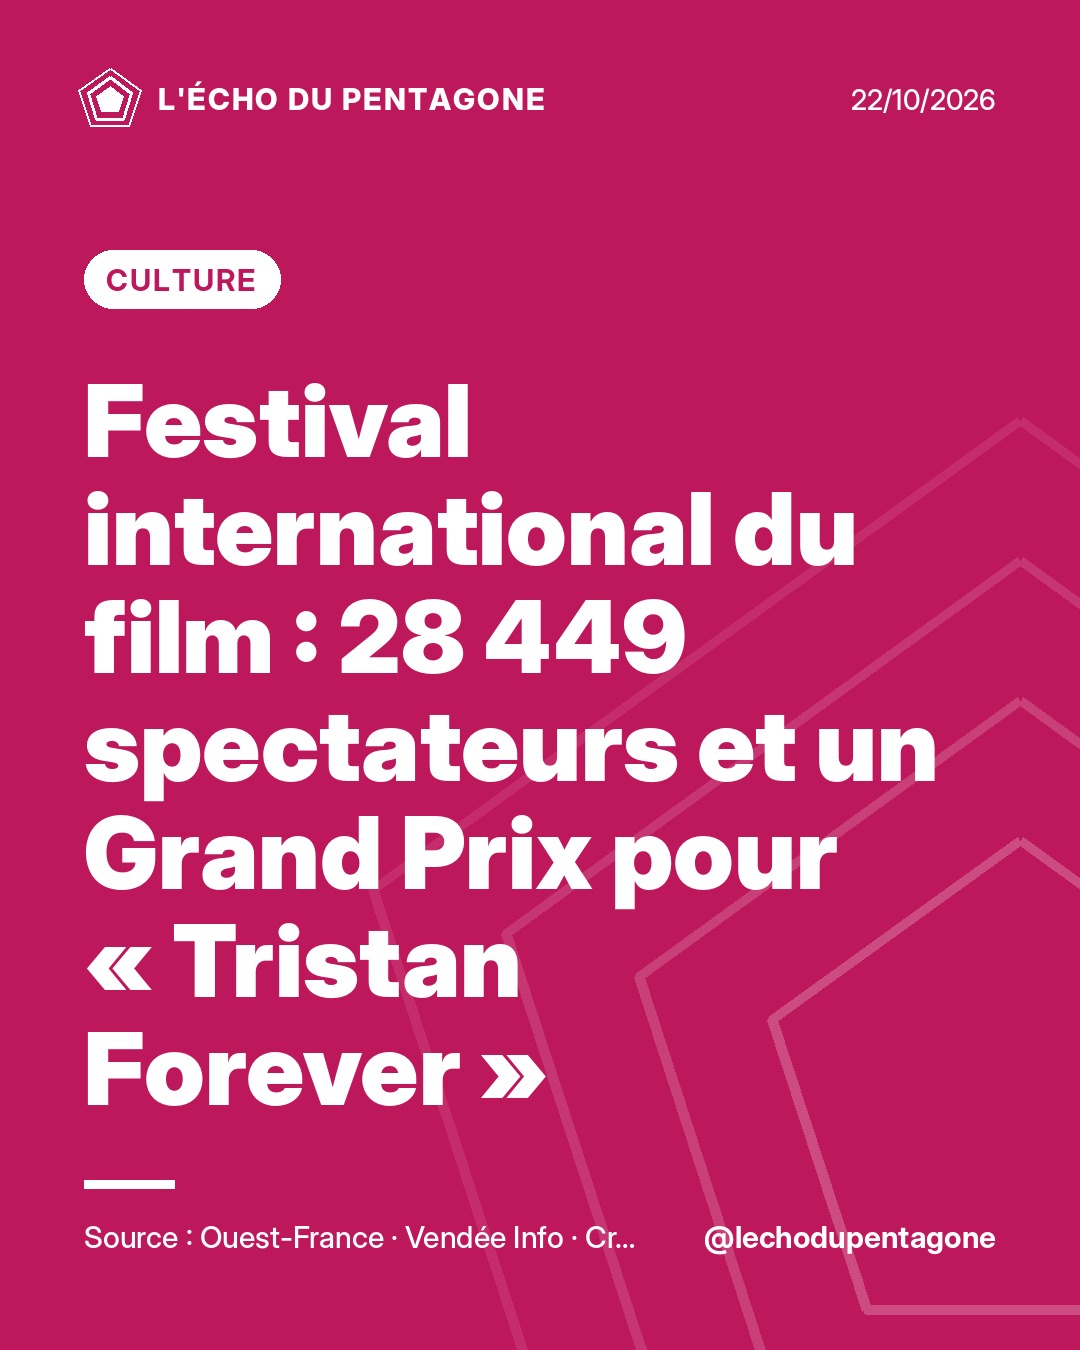 L'ÉCHO DU PENTAGONE
22/10/2026
CULTURE
Festival
international du
film : 28 449
spectateurs et un
Grand Prix pour
« Tristan
Forever »
Source : Ouest-France · Vendée Info · Cr...
@lechodupentagone